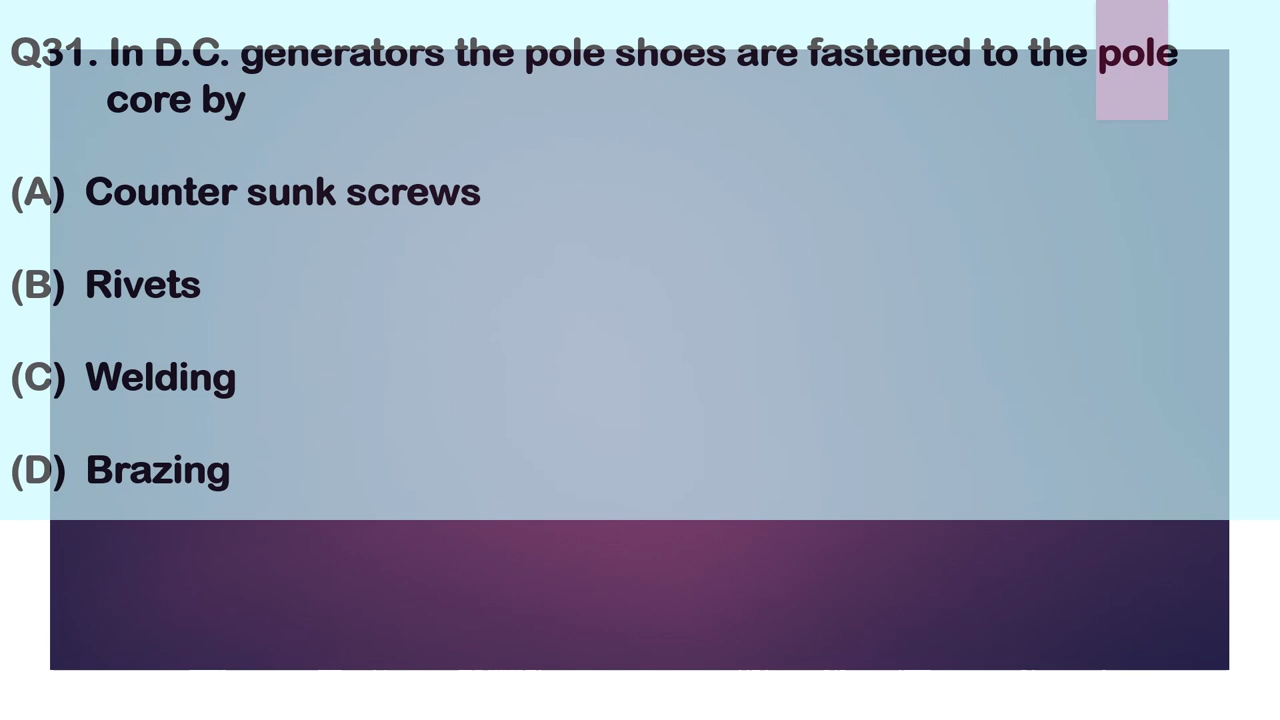 Q31. In D.C. generators the pole shoes are fastened to the pole
core by
(A) Counter sunk screws
(B) Rivets
(C) Welding
(D) Brazing